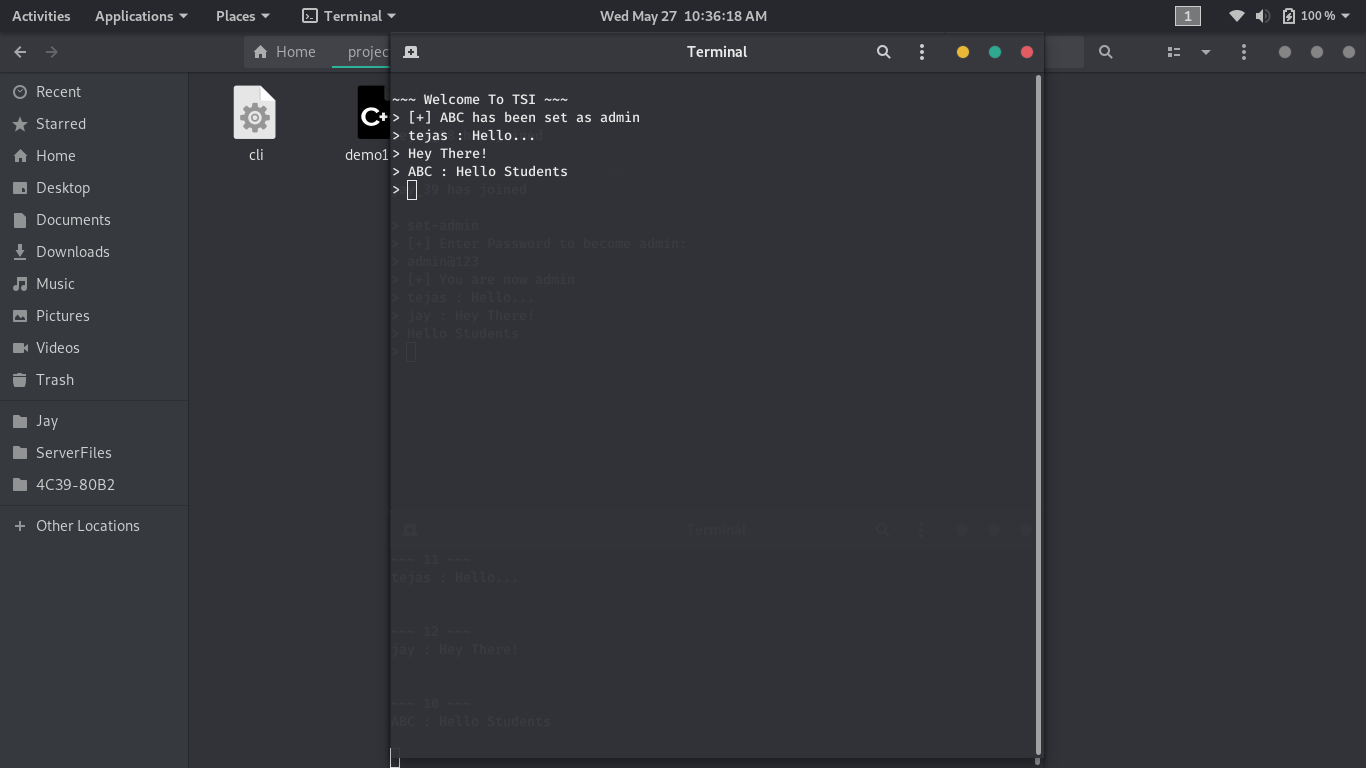 Activities Applications Places Terminal Wed May 27 10:36:18 AM 1 100 %
Home projec Terminal
Recent
Starred
Home
Desktop
Documents
Downloads
Music
Pictures
Videos
Trash
Jay
ServerFiles
4C39-80B2
+ Other Locations
cli
C+
demo1
~~~ Welcome To TSI ~~~
> [+] ABC has been set as admin
> tejas : Hello...
> Hey There!
> ABC : Hello Students
>
39 has joined
> set-admin
> [+] Enter Password to become admin:
> admin@123
> [+] You are now admin
> tejas : Hello...
> jay : Hey There!
> Hello Students
>
Terminal
~~~ 11 ~~~
tejas : Hello...
~~~ 12 ~~~
jay : Hey There!
~~~ 10 ~~~
ABC : Hello Students